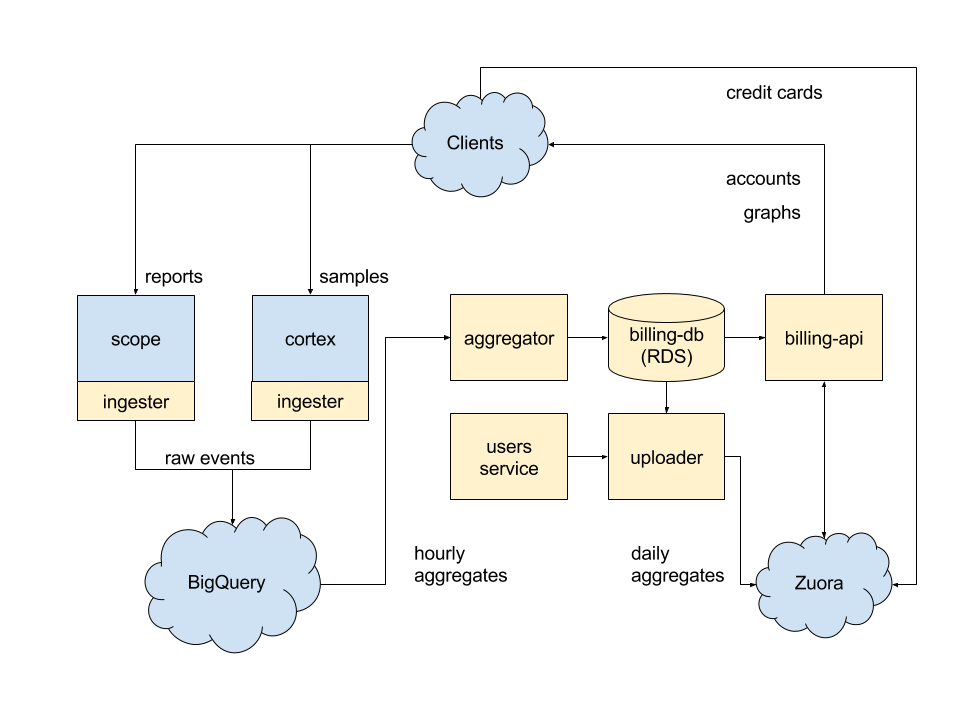 credit cards
Clients
accounts
graphs
reports
samples
scope
cortex
aggregator
billing-db
(RDS)
billing-api
ingester
ingester
users
service
uploader
raw events
hourly
aggregates
daily
aggregates
BigQuery
Zuora